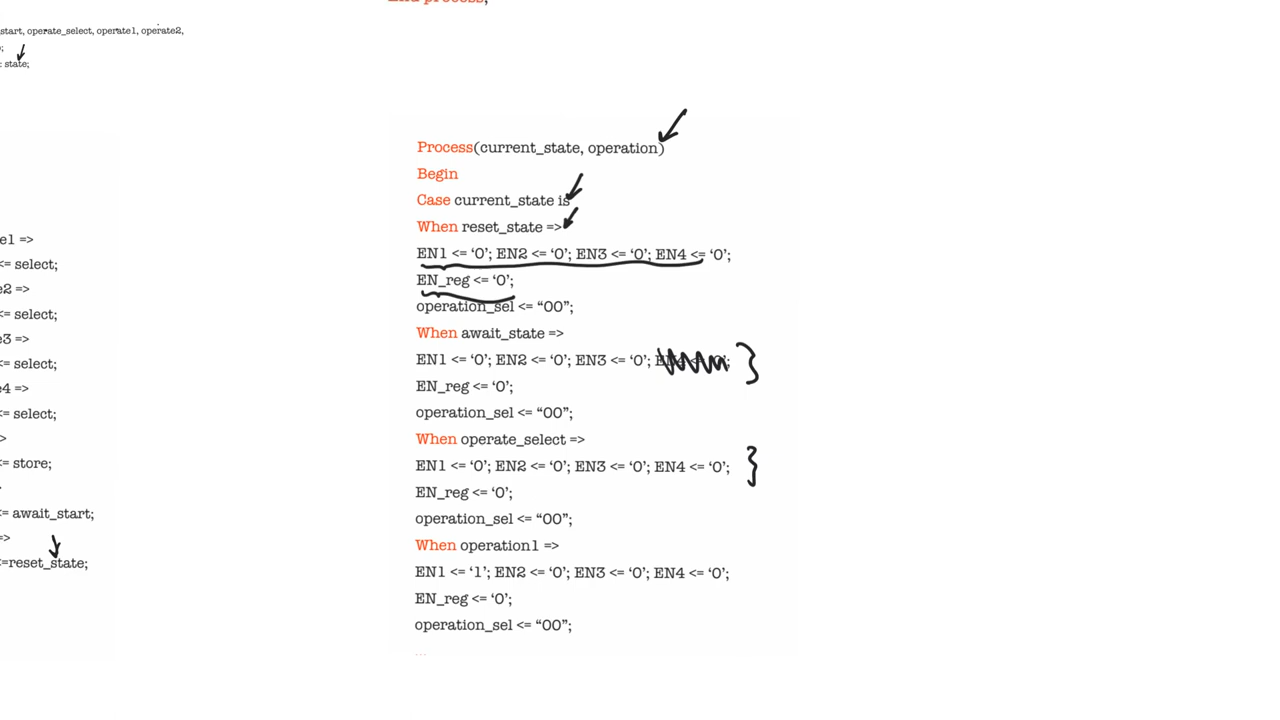 End process;
start, operate_select, operate1, operate2,
;
: state;
Process(current_state, operation)
Begin
Case current_state is
When reset_state =>
EN1 <= ‘0’; EN2 <= ‘0’; EN3 <= ‘0’; EN4 <= ‘0’;
EN_reg <= ‘0’;
operation_sel <= “00”;
When await_state =>
EN1 <= ‘0’; EN2 <= ‘0’; EN3 <= ‘0’;
EN_reg <= ‘0’;
operation_sel <= “00”;
When operate_select =>
EN1 <= ‘0’; EN2 <= ‘0’; EN3 <= ‘0’; EN4 <= ‘0’;
EN_reg <= ‘0’;
operation_sel <= “00”;
When operation1 =>
EN1 <= ‘1’; EN2 <= ‘0’; EN3 <= ‘0’; EN4 <= ‘0’;
EN_reg <= ‘0’;
operation_sel <= “00”;
...
e1 =>
<= select;
e2 =>
<= select;
e3 =>
<= select;
e4 =>
<= select;
>
<= store;
<= await_start;
=>
<=reset_state;